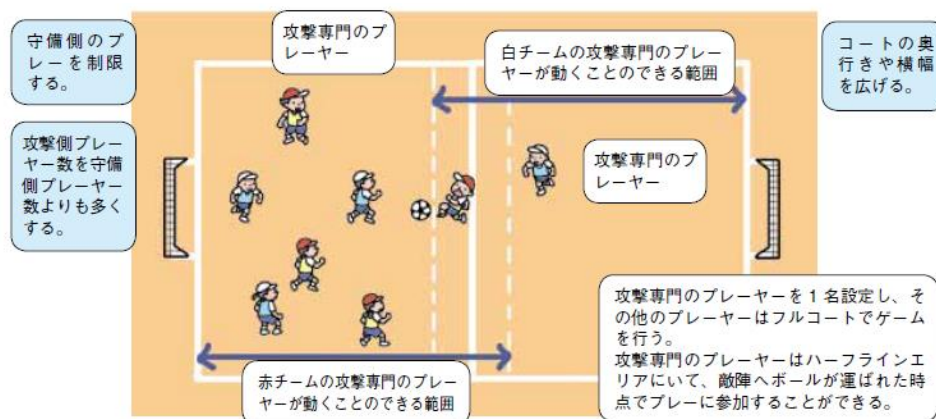 守備側のプ
レーを制限
する。
攻撃側プレー
ヤー数を守備
側プレーヤー
数よりも多く
する。
攻撃専門のプ
レーヤー
白チームの攻撃専門のプレー
ヤーが動くことのできる範囲
コートの奥
行きや横幅
を広げる。
攻撃専門のプ
レーヤー
赤チームの攻撃専門のプレー
ヤーが動くことのできる範囲
攻撃専門のプレーヤーを1名設定し、そ
の他のプレーヤーはフルコートでゲーム
を行う。
攻撃専門のプレーヤーはハーフラインエ
リアにいて、敵陣へボールが運ばれた時
点でプレーに参加することができる。